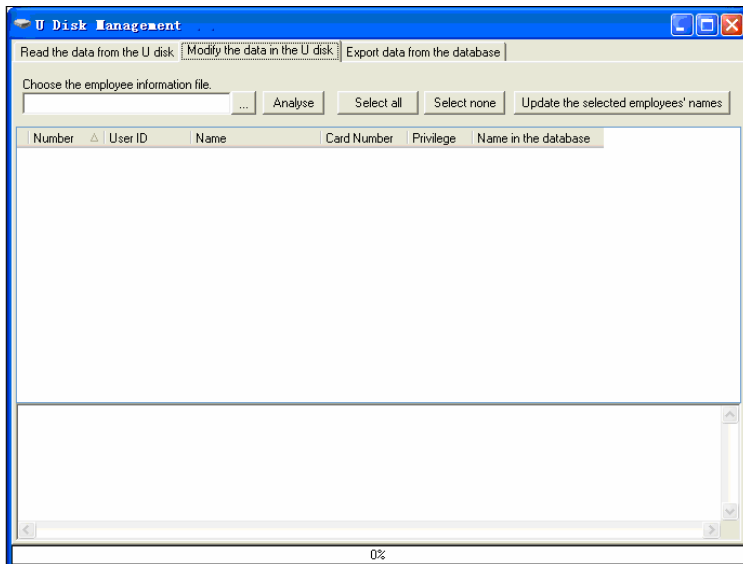 U Disk Management
Read the data from the U disk Modify the data in the U disk Export data from the database
Choose the employee information file.
... Analyse Select all Select none Update the selected employees' names
Number User ID Name Card Number Privilege Name in the database
0%